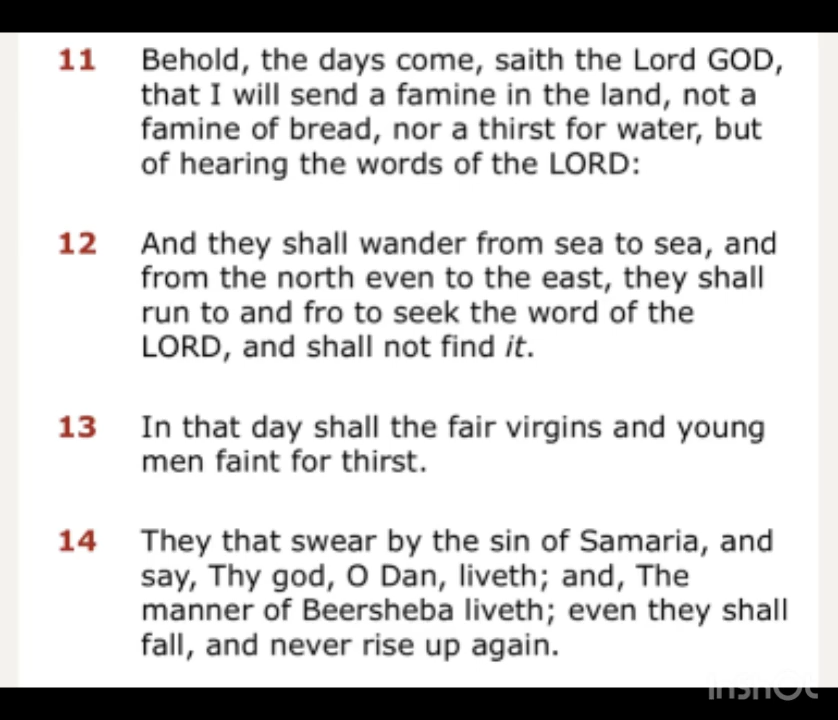 11 Behold, the days come, saith the Lord GOD,
that I will send a famine in the land, not a
famine of bread, nor a thirst for water, but
of hearing the words of the LORD:
12 And they shall wander from sea to sea, and
from the north even to the east, they shall
run to and fro to seek the word of the
LORD, and shall not find it.
13 In that day shall the fair virgins and young
men faint for thirst.
14 They that swear by the sin of Samaria, and
say, Thy god, O Dan, liveth; and, The
manner of Beersheba liveth; even they shall
fall, and never rise up again.